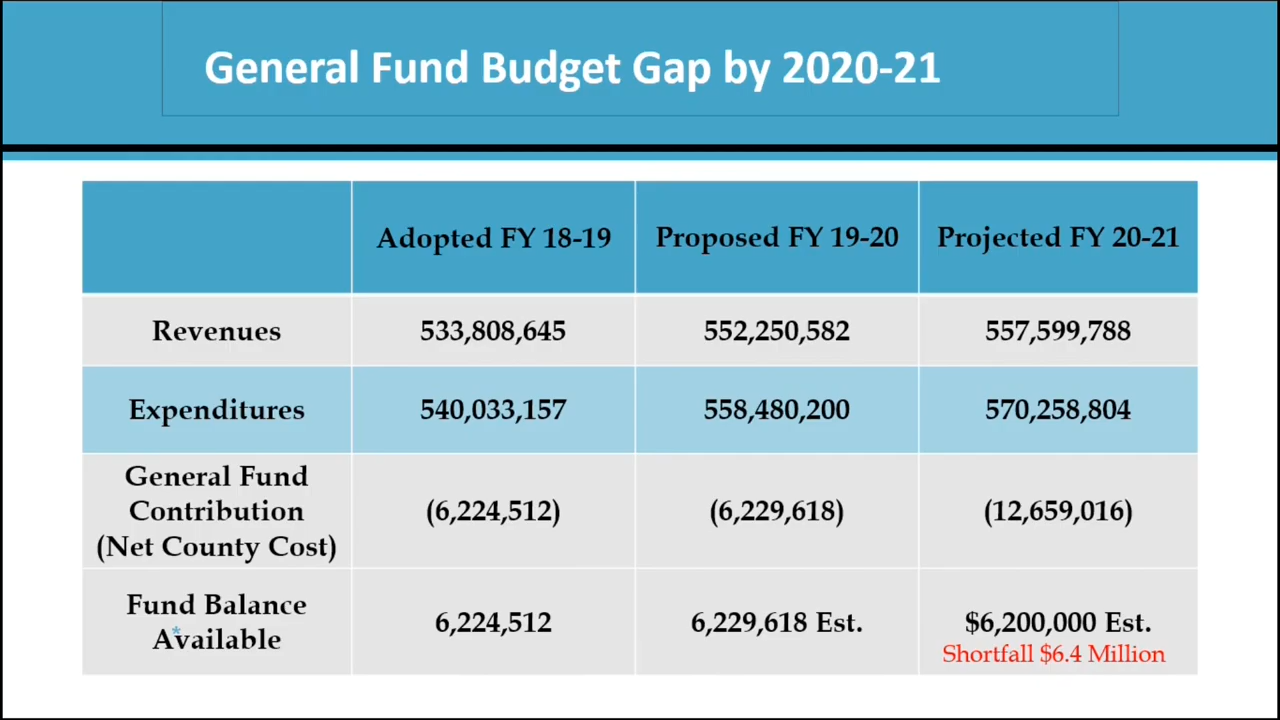 General Fund Budget Gap by 2020-21
Adopted FY 18-19 Proposed FY 19-20 Projected FY 20-21
Revenues 533,808,645 552,250,582 557,599,788
Expenditures 540,033,157 558,480,200 570,258,804
General Fund
Contribution
(Net County Cost) (6,224,512) (6,229,618) (12,659,016)
Fund Balance
Available 6,224,512 6,229,618 Est. $6,200,000 Est.
*
Shortfall $6.4 Million